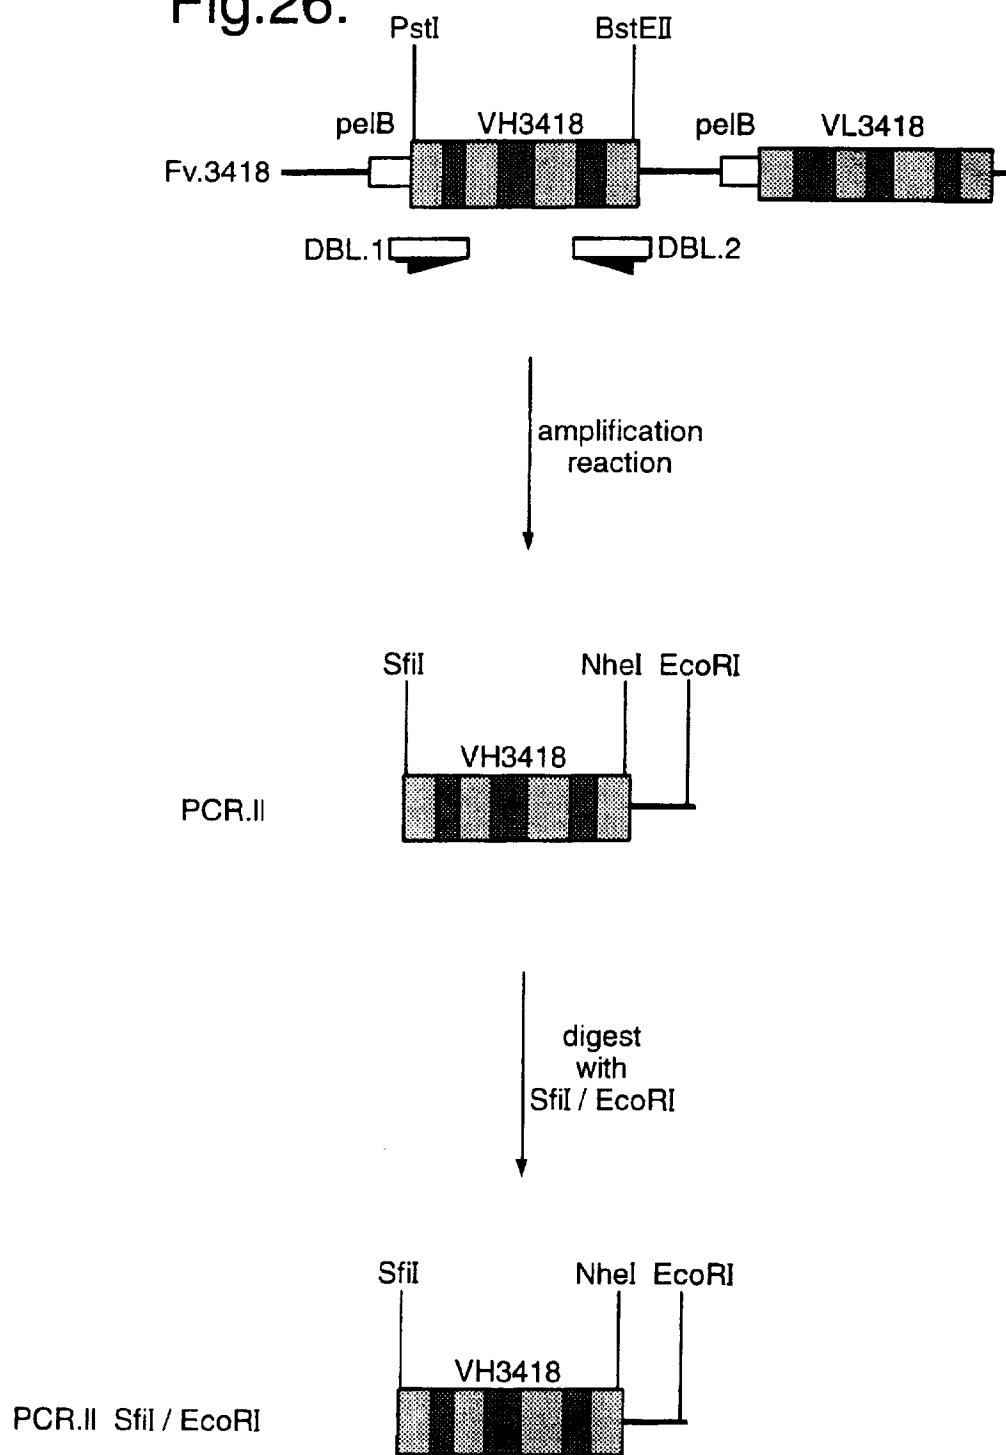 Fig.26.
PstI BstEII
pelB VH3418 pelB VL3418
Fv.3418
DBL.1 DBL.2
amplification
reaction
SfiI NheI EcoRI
VH3418
PCR.II
digest
with
SfiI / EcoRI
SfiI NheI EcoRI
VH3418
PCR.II SfiI / EcoRI